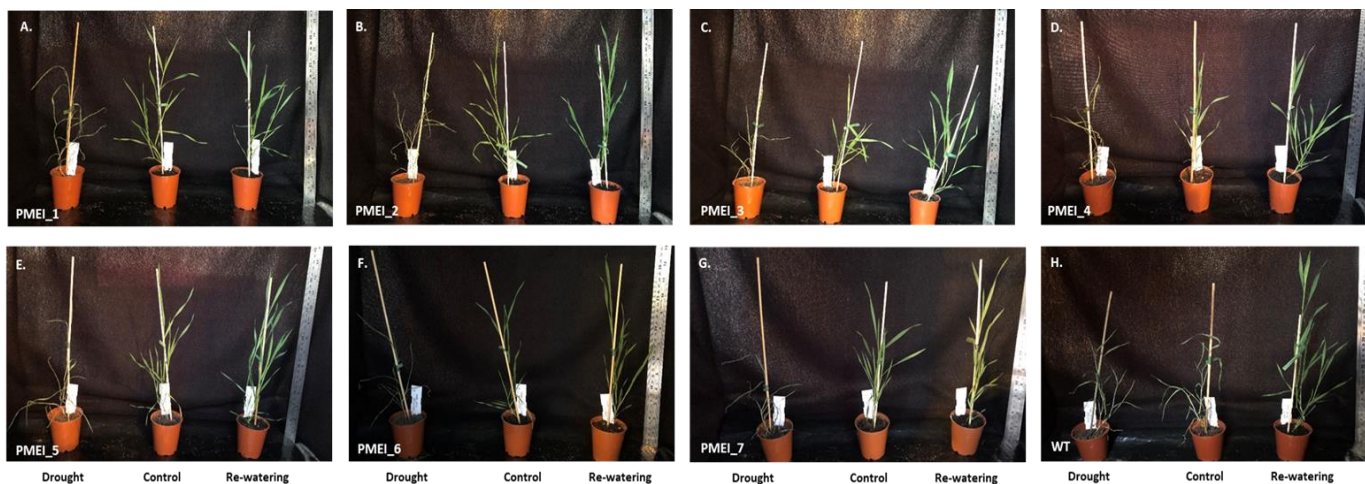 A.
PMEI_1
B.
PMEI_2
C.
PMEI_3
D.
PMEI_4
E.
PMEI_5
F.
PMEI_6
G.
PMEI_7
H.
WT
Drought Control Re-watering Drought Control Re-watering Drought Control Re-watering Drought Control Re-watering